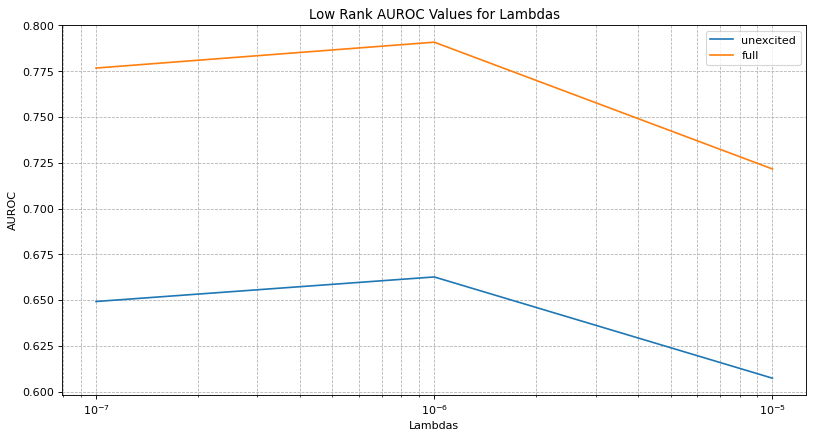 Low Rank AUROC Values for Lambdas
unexcited
full
AUROC
0.800
0.775
0.750
0.725
0.700
0.675
0.650
0.625
0.600
10⁻⁷
10⁻⁶
10⁻⁵
Lambdas